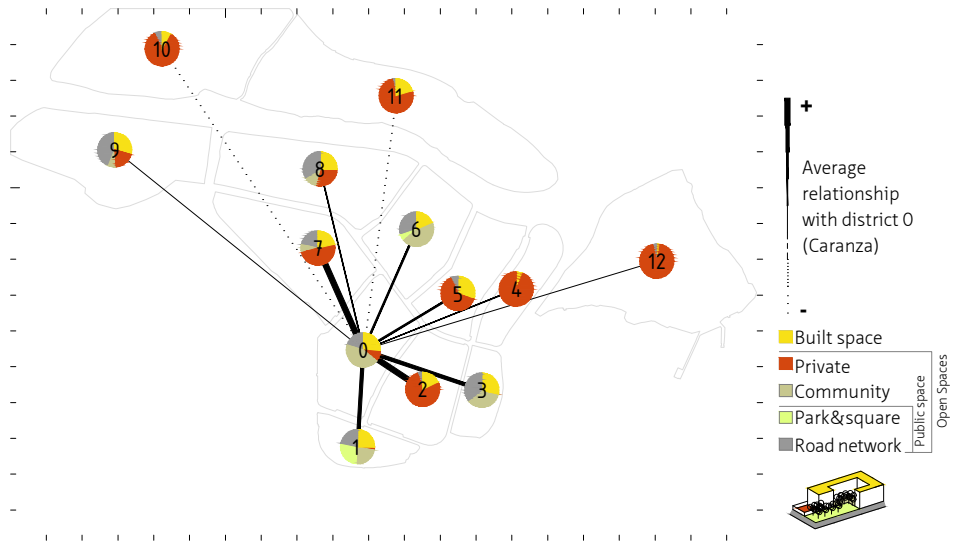 10
11
9
8
6
7
12
5
4
0
2
3
1
+
Average
relationship
with district 0
(Caranza)
-
Built space
Private
Community
Park&square
Road network
Public space
Open Spaces